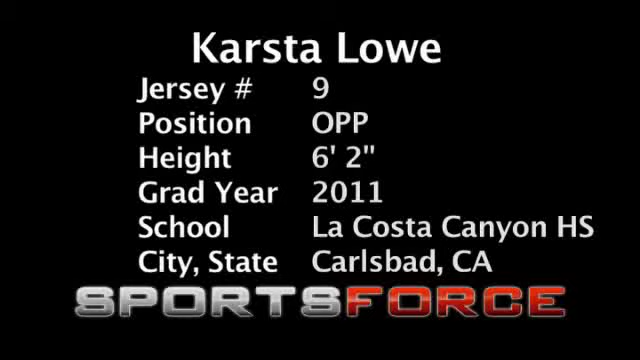 Karsta Lowe
Jersey # 9
Position OPP
Height 6' 2"
Grad Year 2011
School La Costa Canyon HS
City, State Carlsbad, CA
SPORTSFORCE